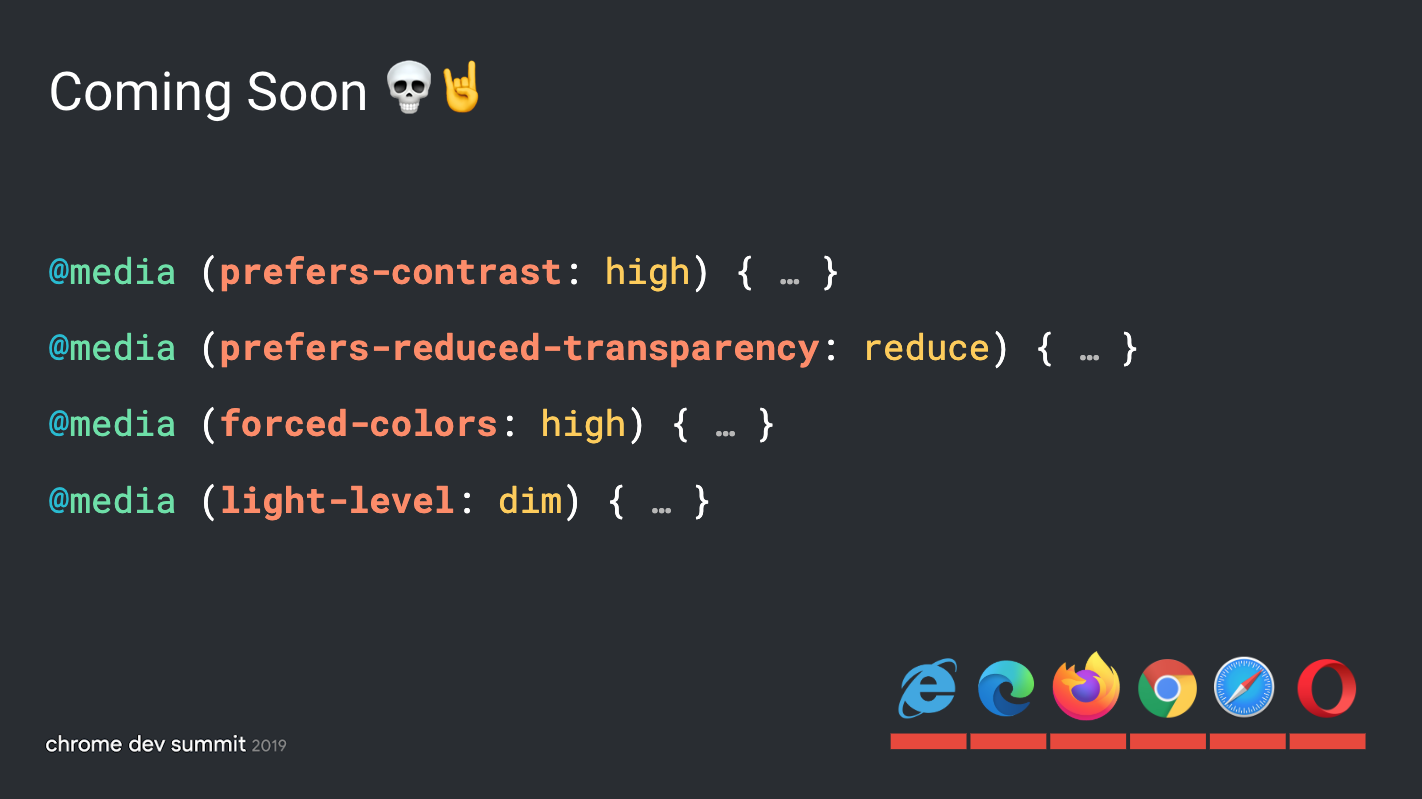 Coming Soon 💀🤘
@media (prefers-contrast: high) { … }
@media (prefers-reduced-transparency: reduce) { … }
@media (forced-colors: high) { … }
@media (light-level: dim) { … }
chrome dev summit 2019